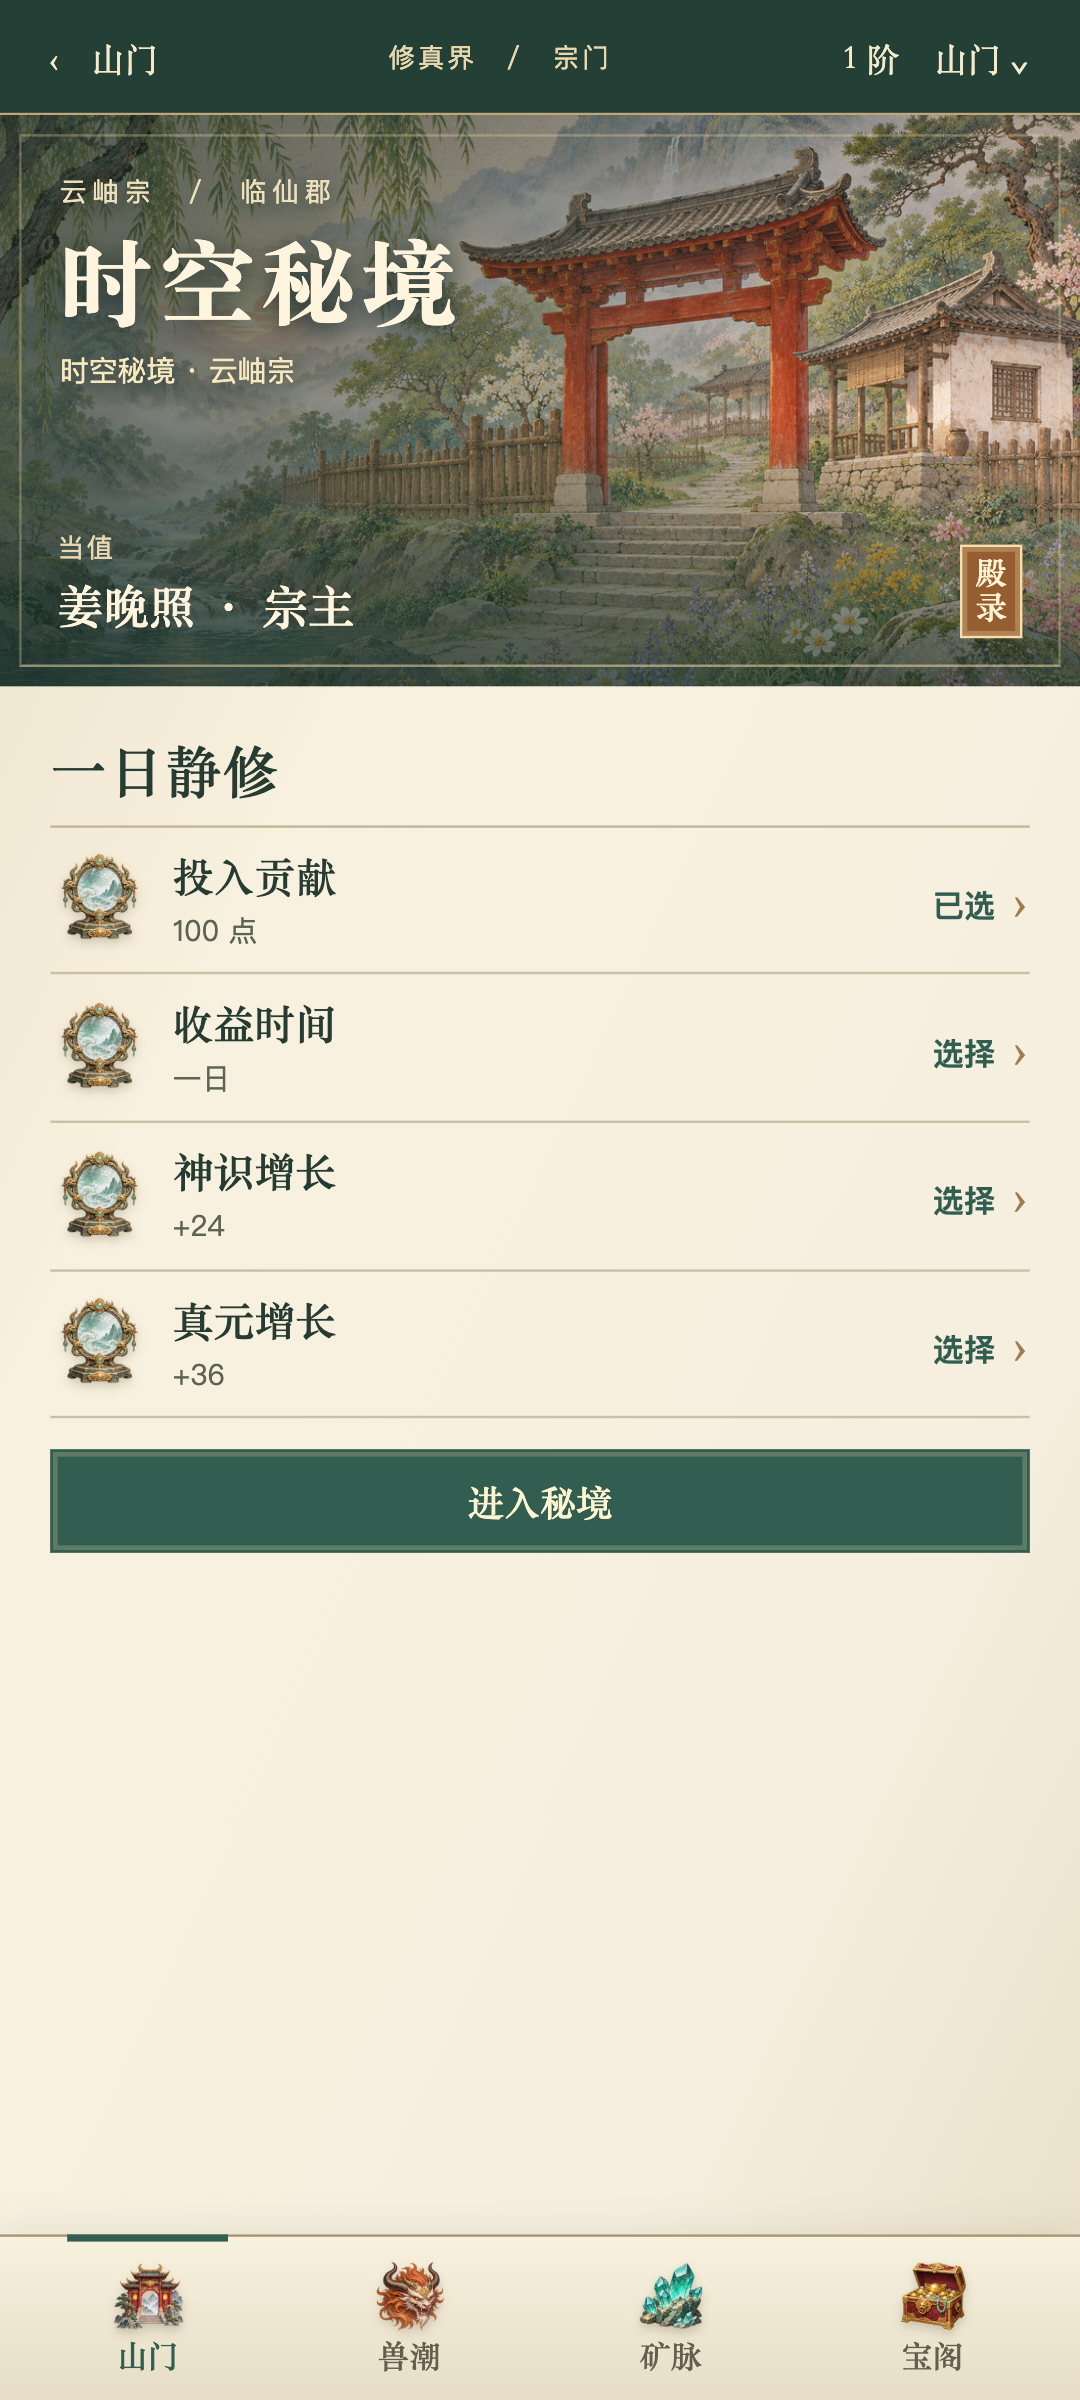 ‹ 山门 修真界 / 宗门 1 阶 山门
云岫宗 / 临仙郡
时空秘境
时空秘境 · 云岫宗
当值
姜晚照 · 宗主
殿录
一日静修
投入贡献
100 点
已选 ›
收益时间
一日
选择 ›
神识增长
+24
选择 ›
真元增长
+36
选择 ›
进入秘境
山门 兽潮 矿脉 宝阁